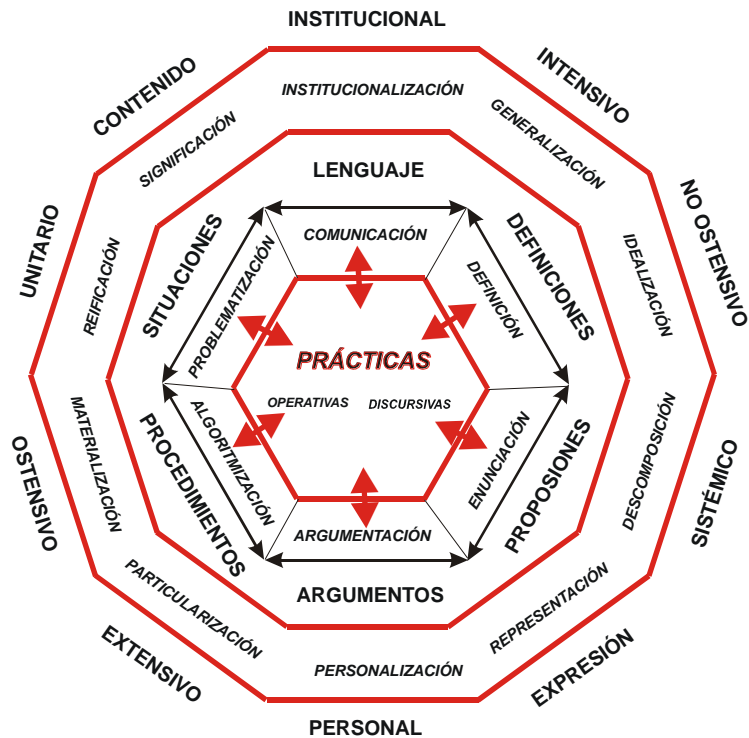 INSTITUCIONAL
CONTENIDO
INTENSIVO
INSTITUCIONALIZACIÓN
SIGNIFICACIÓN
GENERALIZACIÓN
LENGUAJE
UNITARIO
NO OSTENSIVO
SITUACIONES
COMUNICACIÓN
DEFINICIONES
REIFICACIÓN
PROBLEMATIZACIÓN
DEFINICIÓN
IDEALIZACIÓN
PRÁCTICAS
OPERATIVAS
DISCURSIVAS
MATERIALIZACIÓN
ALGORITMIZACIÓN
ENUNCIACIÓN
DESCOMPOSICIÓN
OSTENSIVO
PROCEDIMIENTOS
ARGUMENTACIÓN
PROPOSIONES
SISTÉMICO
ARGUMENTOS
PARTICULARIZACIÓN
REPRESENTACIÓN
PERSONALIZACIÓN
EXTENSIVO
EXPRESIÓN
PERSONAL